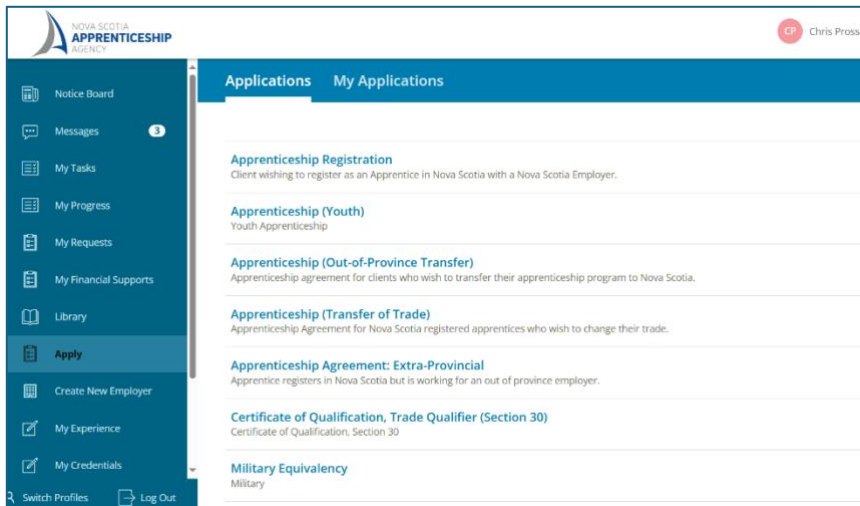 NOVA SCOTIA
APPRENTICESHIP
AGENCY
CP Chris Pross
Notice Board
Messages 3
My Tasks
My Progress
My Requests
My Financial Supports
Library
Apply
Create New Employer
My Experience
My Credentials
Switch Profiles Log Out
Applications My Applications
Apprenticeship Registration
Client wishing to register as an Apprentice in Nova Scotia with a Nova Scotia Employer.
Apprenticeship (Youth)
Youth Apprenticeship
Apprenticeship (Out-of-Province Transfer)
Apprenticeship agreement for clients who wish to transfer their apprenticeship program to Nova Scotia.
Apprenticeship (Transfer of Trade)
Apprenticeship Agreement for Nova Scotia registered apprentices who wish to change their trade.
Apprenticeship Agreement: Extra-Provincial
Apprentice registers in Nova Scotia but is working for an out of province employer.
Certificate of Qualification, Trade Qualifier (Section 30)
Certificate of Qualification, Section 30
Military Equivalency
Military